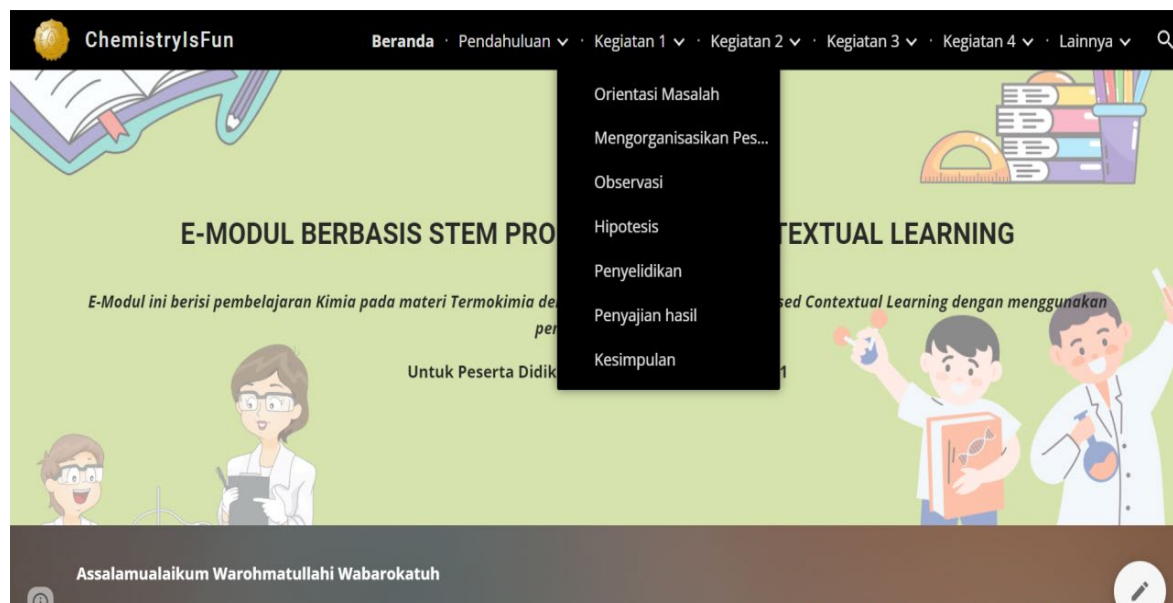 ChemistryIsFun
Beranda · Pendahuluan · Kegiatan 1 · Kegiatan 2 · Kegiatan 3 · Kegiatan 4 · Lainnya
Orientasi Masalah
Mengorganisasikan Pes...
Observasi
Hipotesis
Penyelidikan
Penyajian hasil
Kesimpulan
E-MODUL BERBASIS STEM PRO TEXTUAL LEARNING
E-Modul ini berisi pembelajaran Kimia pada materi Termokimia de sed Contextual Learning dengan menggunakan
per
Untuk Peserta Didik 1
Assalamualaikum Warohmatullahi Wabarokatuh